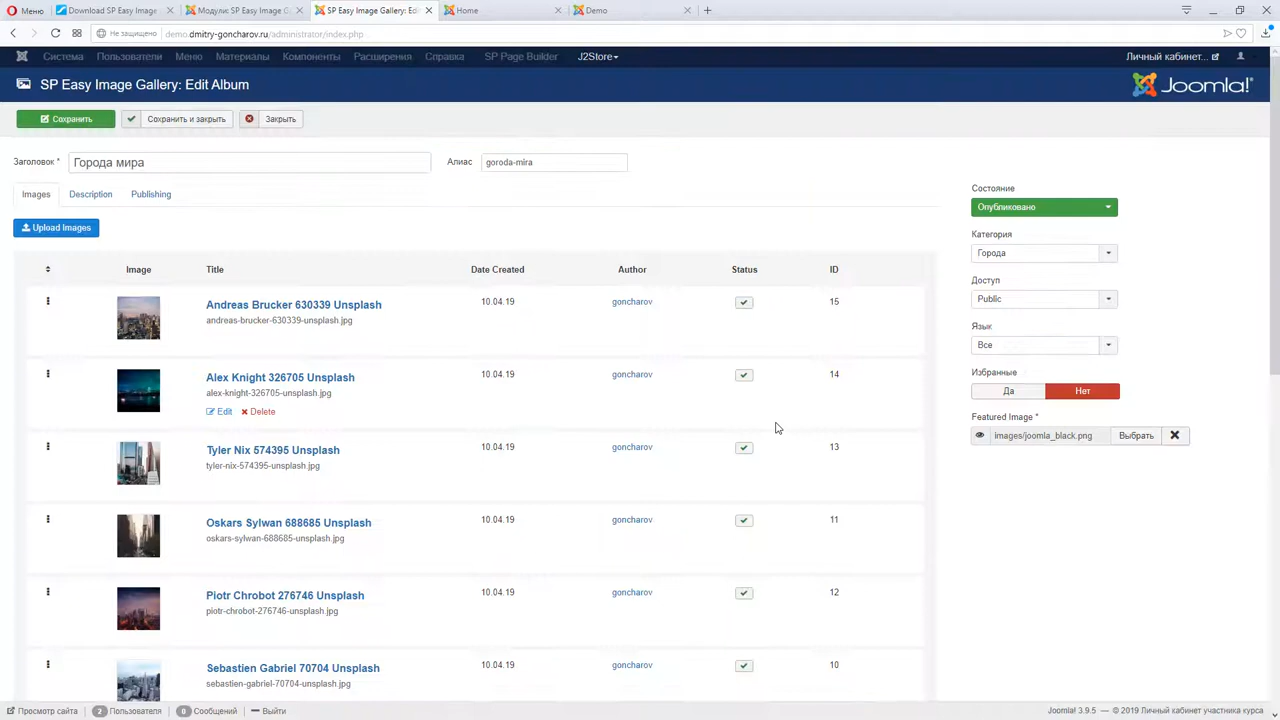 Меню
Download SP Easy Image
Модули: SP Easy Image G
SP Easy Image Gallery: Edi
Home
Demo
Не защищено
demo.dmitry-goncharov.ru/administrator/index.php
Система
Пользователи
Меню
Материалы
Компоненты
Расширения
Справка
SP Page Builder
J2Store
Личный кабинет...
SP Easy Image Gallery: Edit Album
Joomla!®
Сохранить
Сохранить и закрыть
Закрыть
Заголовок *
Города мира
Алиас
goroda-mira
Images
Description
Publishing
Upload Images
Image
Title
Date Created
Author
Status
ID
Andreas Brucker 630339 Unsplash
andreas-brucker-630339-unsplash.jpg
10.04.19
goncharov
15
Alex Knight 326705 Unsplash
alex-knight-326705-unsplash.jpg
Edit
Delete
10.04.19
goncharov
14
Tyler Nix 574395 Unsplash
tyler-nix-574395-unsplash.jpg
10.04.19
goncharov
13
Oskars Sylwan 688685 Unsplash
oskars-sylwan-688685-unsplash.jpg
10.04.19
goncharov
11
Piotr Chrobot 276746 Unsplash
piotr-chrobot-276746-unsplash.jpg
10.04.19
goncharov
12
Sebastien Gabriel 70704 Unsplash
sebastien-gabriel-70704-unsplash.jpg
10.04.19
goncharov
10
Состояние
Опубликовано
Категория
Города
Доступ
Public
Язык
Все
Избранные
Да
Нет
Featured Image *
images/joomla_black.png
Выбрать
Просмотр сайта
2 Пользователя
0 Сообщений
Выйти
Joomla! 3.9.5 — © 2019 Личный кабинет участника курса